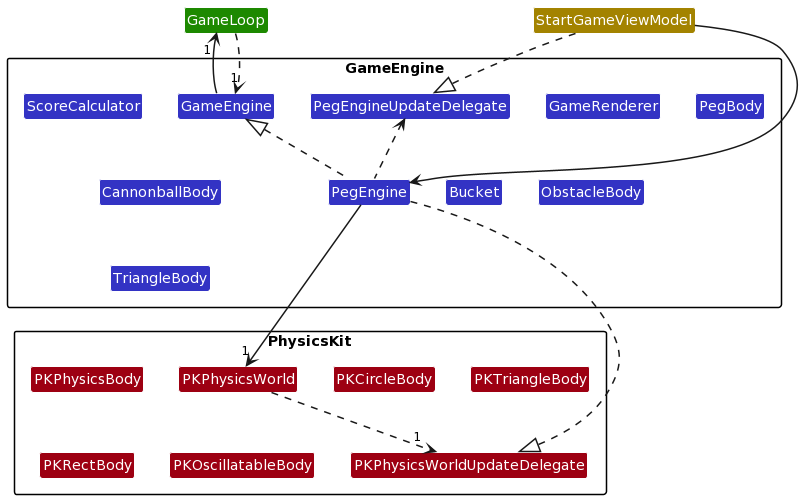 GameLoop
StartGameViewModel
1
1
GameEngine
ScoreCalculator
GameEngine
PegEngineUpdateDelegate
GameRenderer
PegBody
CannonballBody
PegEngine
Bucket
ObstacleBody
TriangleBody
PhysicsKit
1
PKPhysicsBody
PKPhysicsWorld
PKCircleBody
PKTriangleBody
1
PKRectBody
PKOscillatableBody
PKPhysicsWorldUpdateDelegate